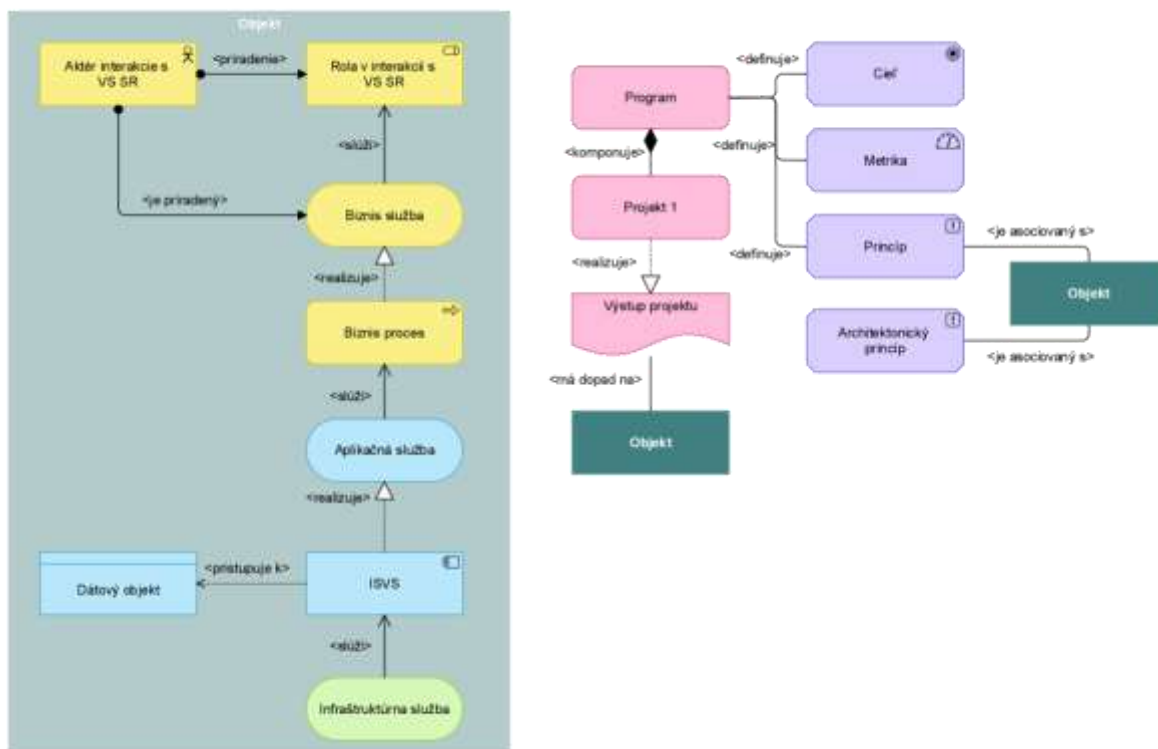 Objekt
Aktér interakcie s
VS SR
<priradenie>
Rola v interakcii s
VS SR
<slúži>
<je priradený>
Biznis služba
<realizuje>
Biznis proces
<slúži>
Aplikačná služba
<realizuje>
Dátový objekt
<pristupuje k>
ISVS
<slúži>
Infraštruktúrna služba
Program
<definuje>
Cieľ
<komponuje>
<definuje>
Metrika
Projekt 1
<definuje>
Princíp
<je asociovaný s>
<realizuje>
Objekt
Výstup projektu
Architektonický
princíp
<je asociovaný s>
<má dopad na>
Objekt